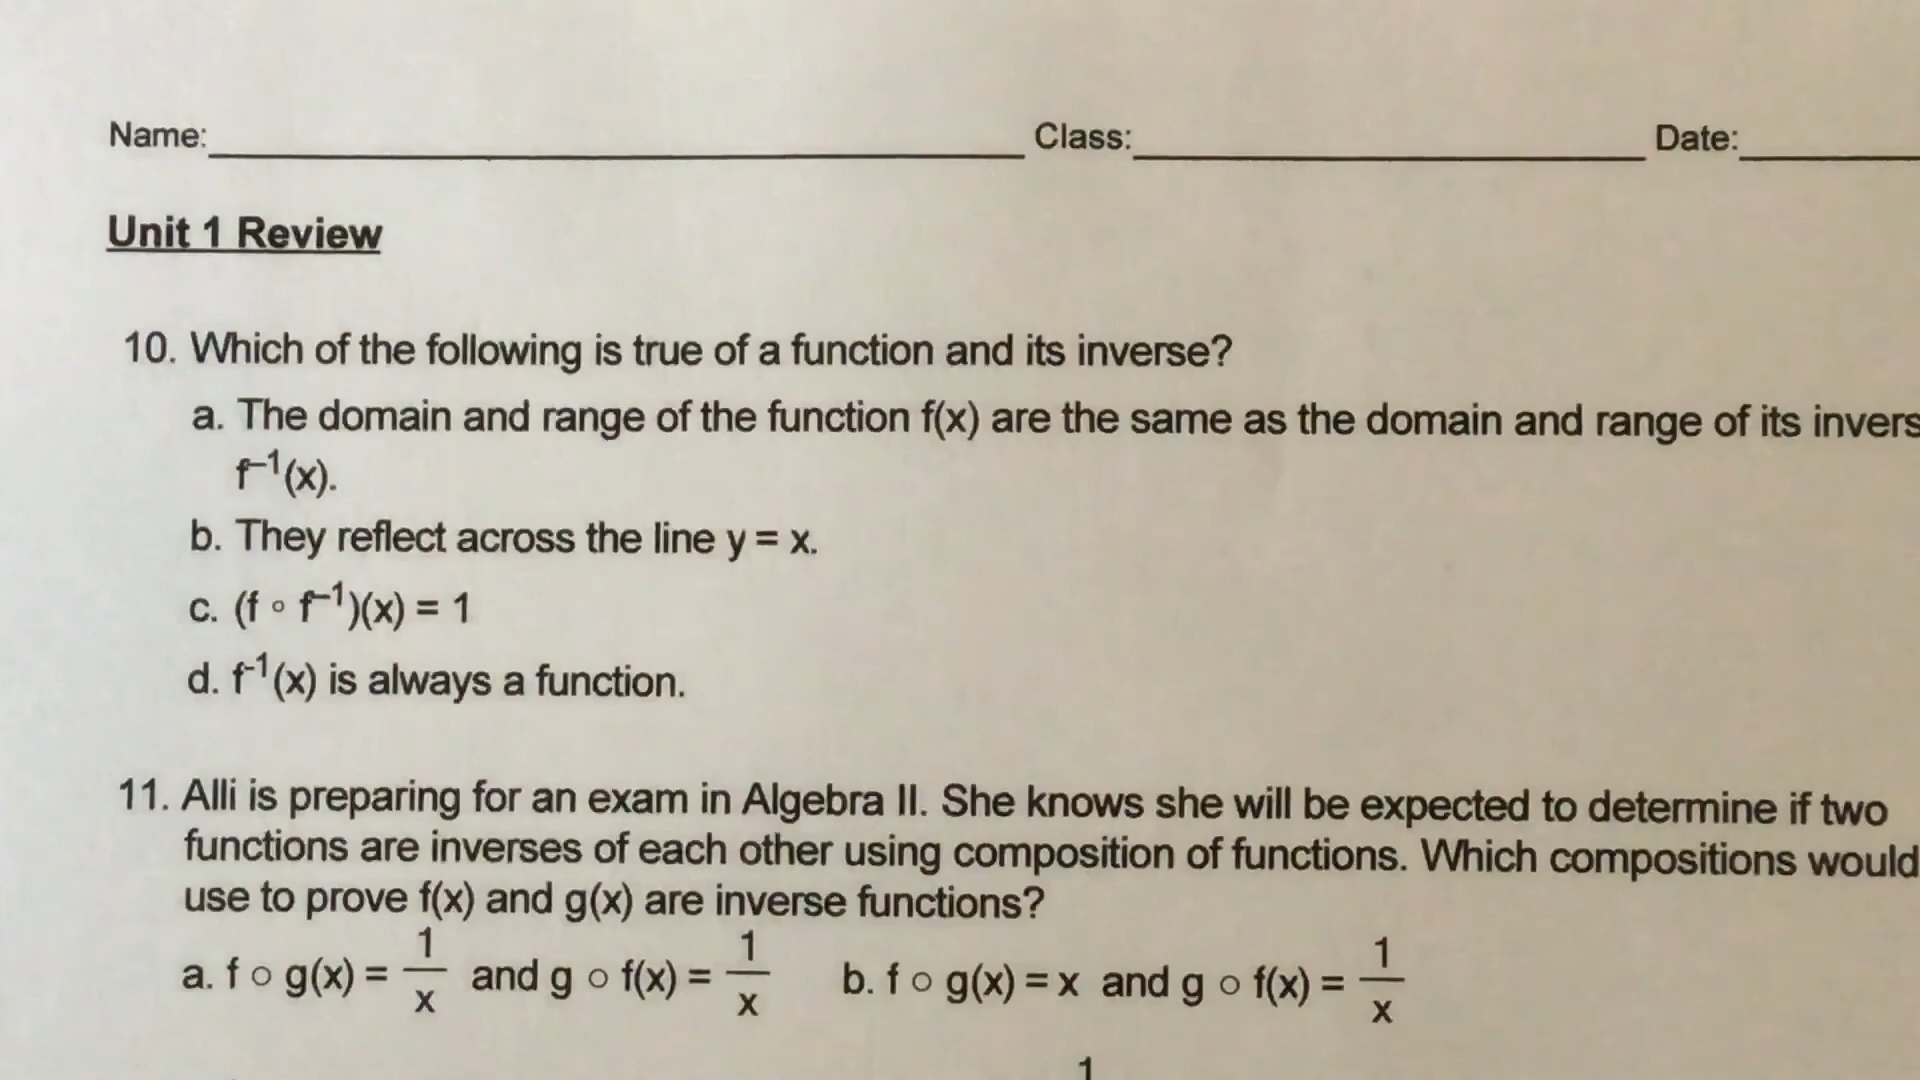 Name: Class: Date:
Unit 1 Review
10. Which of the following is true of a function and its inverse?
a. The domain and range of the function f(x) are the same as the domain and range of its invers
f⁻¹(x).
b. They reflect across the line y = x.
c. (f ∘ f⁻¹)(x) = 1
d. f⁻¹(x) is always a function.
11. Alli is preparing for an exam in Algebra II. She knows she will be expected to determine if two
functions are inverses of each other using composition of functions. Which compositions would
use to prove f(x) and g(x) are inverse functions?
a. f ∘ g(x) = 1/x and g ∘ f(x) = 1/x b. f ∘ g(x) = x and g ∘ f(x) = 1/x
1